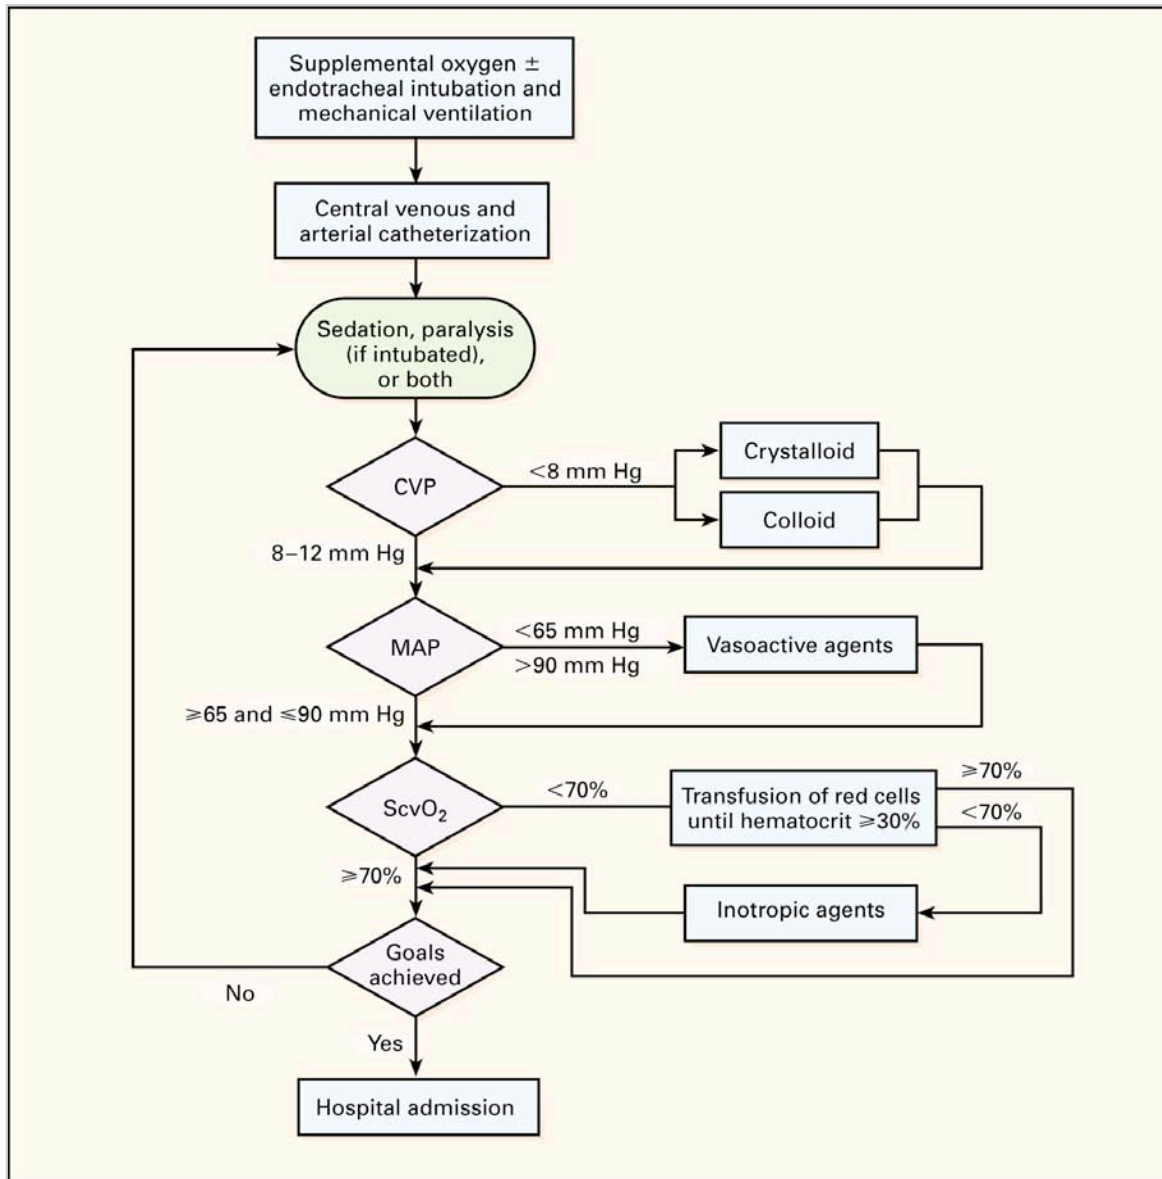 Supplemental oxygen ±
endotracheal intubation and
mechanical ventilation
Central venous and
arterial catheterization
Sedation, paralysis
(if intubated),
or both
CVP
<8 mm Hg
Crystalloid
Colloid
8–12 mm Hg
MAP
<65 mm Hg
>90 mm Hg
Vasoactive agents
≥65 and ≤90 mm Hg
ScvO₂
<70%
Transfusion of red cells
until hematocrit ≥30%
≥70%
<70%
≥70%
Inotropic agents
Goals
achieved
No
Yes
Hospital admission